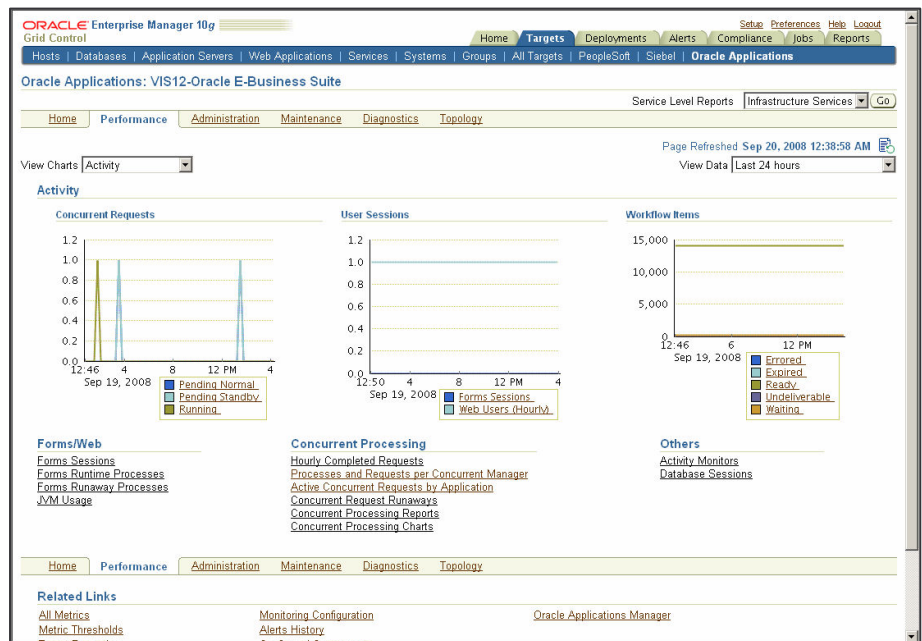 ORACLE Enterprise Manager 10g
Grid Control
Setup Preferences Help Logout
Home Targets Deployments Alerts Compliance Jobs Reports
Hosts | Databases | Application Servers | Web Applications | Services | Systems | Groups | All Targets | PeopleSoft | Siebel | Oracle Applications
Oracle Applications: VIS12-Oracle E-Business Suite
Service Level Reports Infrastructure Services Go
Home Performance Administration Maintenance Diagnostics Topology
Page Refreshed Sep 20, 2008 12:38:58 AM
View Charts Activity View Data Last 24 hours
Activity
Concurrent Requests
1.2
1.0
0.8
0.6
0.4
0.2
0.0
12:46 4 8 12 PM 4
Sep 19, 2008
Pending Normal
Pending Standby
Running
User Sessions
1.2
1.0
0.8
0.6
0.4
0.2
0.0
12:50 4 8 12 PM 4
Sep 19, 2008
Forms Sessions
Web Users (Hourly)
Workflow Items
15,000
10,000
5,000
0
12:46 6 12 PM
Sep 19, 2008
Errored
Expired
Ready
Undeliverable
Waiting
Forms/Web
Forms Sessions
Forms Runtime Processes
Forms Runaway Processes
JVM Usage
Concurrent Processing
Hourly Completed Requests
Processes and Requests per Concurrent Manager
Active Concurrent Requests by Application
Concurrent Request Runaways
Concurrent Processing Reports
Concurrent Processing Charts
Others
Activity Monitors
Database Sessions
Home Performance Administration Maintenance Diagnostics Topology
Related Links
All Metrics Monitoring Configuration Oracle Applications Manager
Metric Thresholds Alerts History